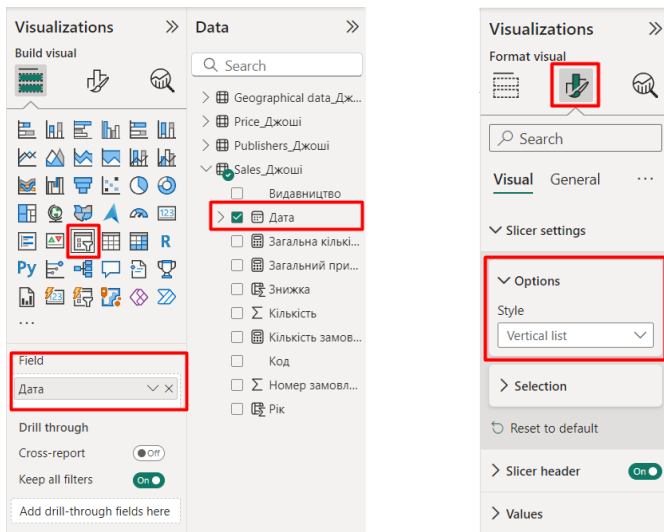 Visualizations
Build visual
123
R
Py
123
...
Field
Дата
Drill through
Cross-report
Off
Keep all filters
On
Add drill-through fields here
Data
Search
Geographical data_Дж...
Price_Джоші
Publishers_Джоші
Sales_Джоші
Видавництво
Дата
Загальна кількі...
Загальний при...
Знижка
Кількість
Кількість замов...
Код
Номер замовл...
Рік
Visualizations
Format visual
Search
Visual General ...
Slicer settings
Options
Style
Vertical list
Selection
Reset to default
Slicer header
On
Values